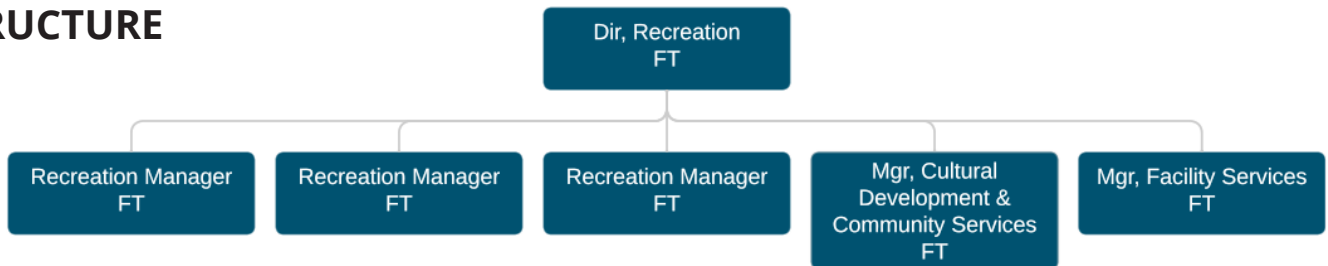 RUCTURE
Dir, Recreation
FT
Recreation Manager
FT
Recreation Manager
FT
Recreation Manager
FT
Mgr, Cultural
Development &
Community Services
FT
Mgr, Facility Services
FT